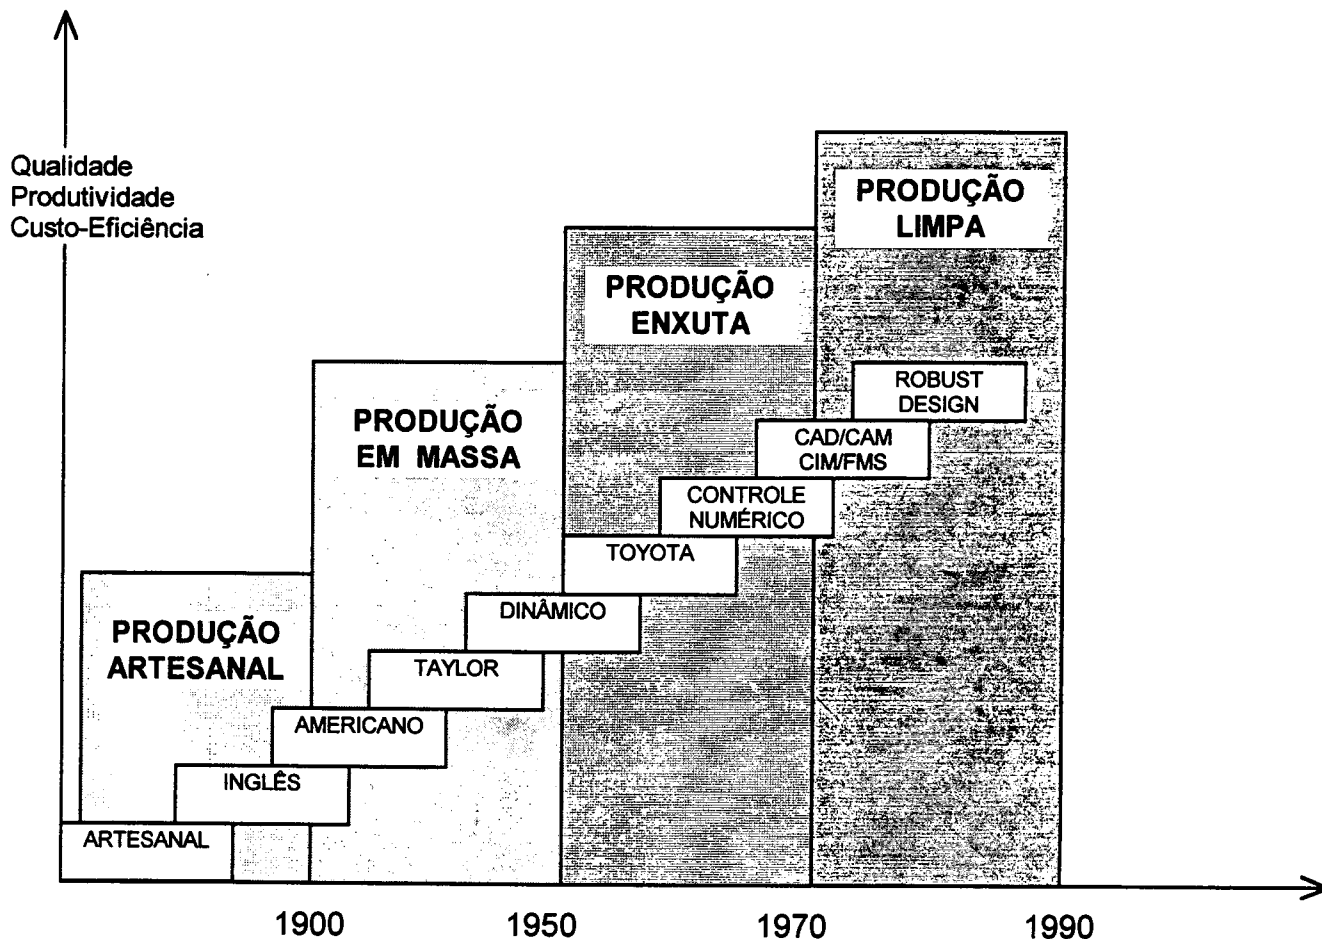 Qualidade
Produtividade
Custo-Eficiência
PRODUÇÃO
LIMPA
PRODUÇÃO
ENXUTA
PRODUÇÃO
EM MASSA
PRODUÇÃO
ARTESANAL
ROBUST
DESIGN
CAD/CAM
CIM/FMS
CONTROLE
NUMÉRICO
TOYOTA
DINÂMICO
TAYLOR
AMERICANO
INGLÊS
ARTESANAL
1900
1950
1970
1990